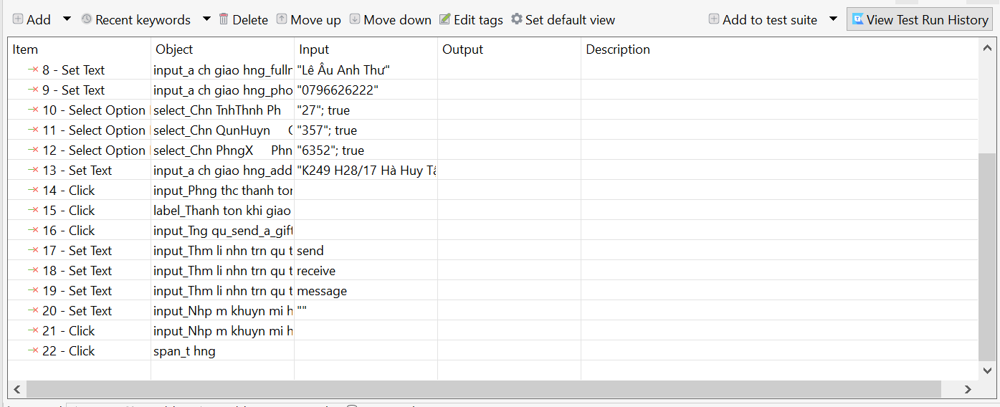 Add Recent keywords Delete Move up Move down Edit tags Set default view Add to test suite View Test Run History
Item Object Input Output Description
8 - Set Text input_a ch giao hng_fullr "Lê Âu Anh Thư"
9 - Set Text input_a ch giao hng_pho "0796626222"
10 - Select Option select_Chn TnhThnh Ph "27"; true
11 - Select Option select_Chn QunHuyn "357"; true
12 - Select Option select_Chn PhngX Phn "6352"; true
13 - Set Text input_a ch giao hng_add "K249 H28/17 Hà Huy Tâ
14 - Click input_Phng thc thanh ton
15 - Click label_Thanh ton khi giao
16 - Click input_Tng qu_send_a_gift
17 - Set Text input_Thm li nhn trn qu t send
18 - Set Text input_Thm li nhn trn qu t receive
19 - Set Text input_Thm li nhn trn qu t message
20 - Set Text input_Nhp m khuyn mi h ""
21 - Click input_Nhp m khuyn mi h
22 - Click span_t hng